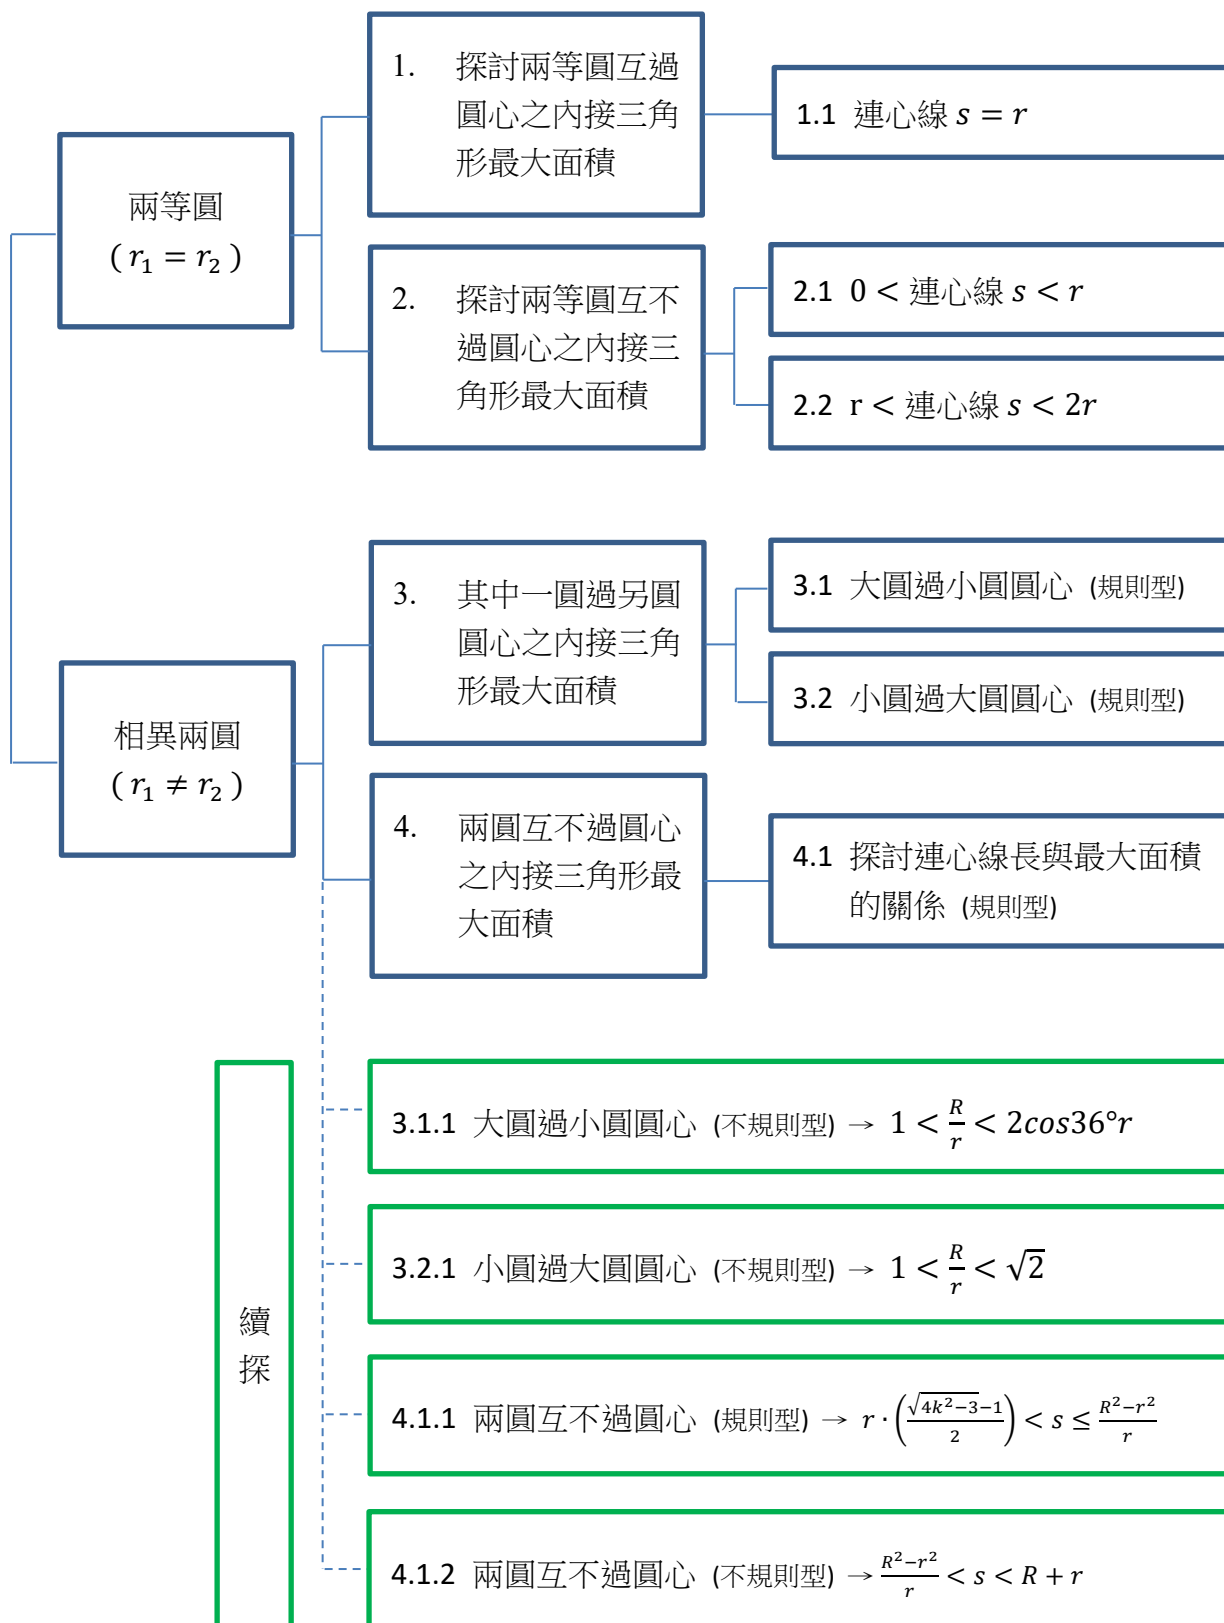 兩等圓
( r₁ = r₂ )
1. 探討兩等圓互過
圓心之內接三角
形最大面積
1.1 連心線 s = r
2. 探討兩等圓互不
過圓心之內接三
角形最大面積
2.1 0 < 連心線 s < r
2.2 r < 連心線 s < 2r
相異兩圓
( r₁ ≠ r₂ )
3. 其中一圓過另圓
圓心之內接三角
形最大面積
3.1 大圓過小圓圓心 (規則型)
3.2 小圓過大圓圓心 (規則型)
4. 兩圓互不過圓心
之內接三角形最
大面積
4.1 探討連心線長與最大面積
的關係 (規則型)
續
探
3.1.1 大圓過小圓圓心 (不規則型) → 1 < R/r < 2cos36°r
3.2.1 小圓過大圓圓心 (不規則型) → 1 < R/r < √2
4.1.1 兩圓互不過圓心 (規則型) → r · ((√(4k²−3)−1)/2) < s ≤ (R²−r²)/r
4.1.2 兩圓互不過圓心 (不規則型) → (R²−r²)/r < s < R + r